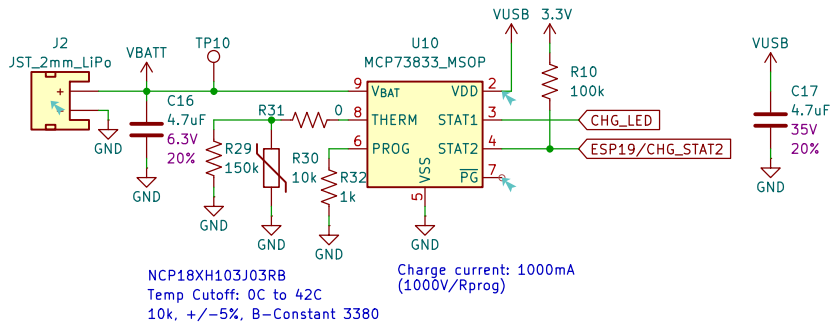 J2
JST_2mm_LiPo
VBATT
TP10
U10
MCP73833_MSOP
VUSB
3.3V
VUSB
+
-
C16
4.7uF
6.3V
20%
GND
GND
R31
0
R29
150k
R30
10k
R32
1k
GND
GND
GND
9
VBAT
8
THERM
6
PROG
VDD
2
STAT1
3
STAT2
4
PG
7
VSS
5
GND
R10
100k
CHG_LED
ESP19/CHG_STAT2
C17
4.7uF
35V
20%
GND
NCP18XH103J03RB
Temp Cutoff: 0C to 42C
10k, +/-5%, B-Constant 3380
Charge current: 1000mA
(1000V/Rprog)